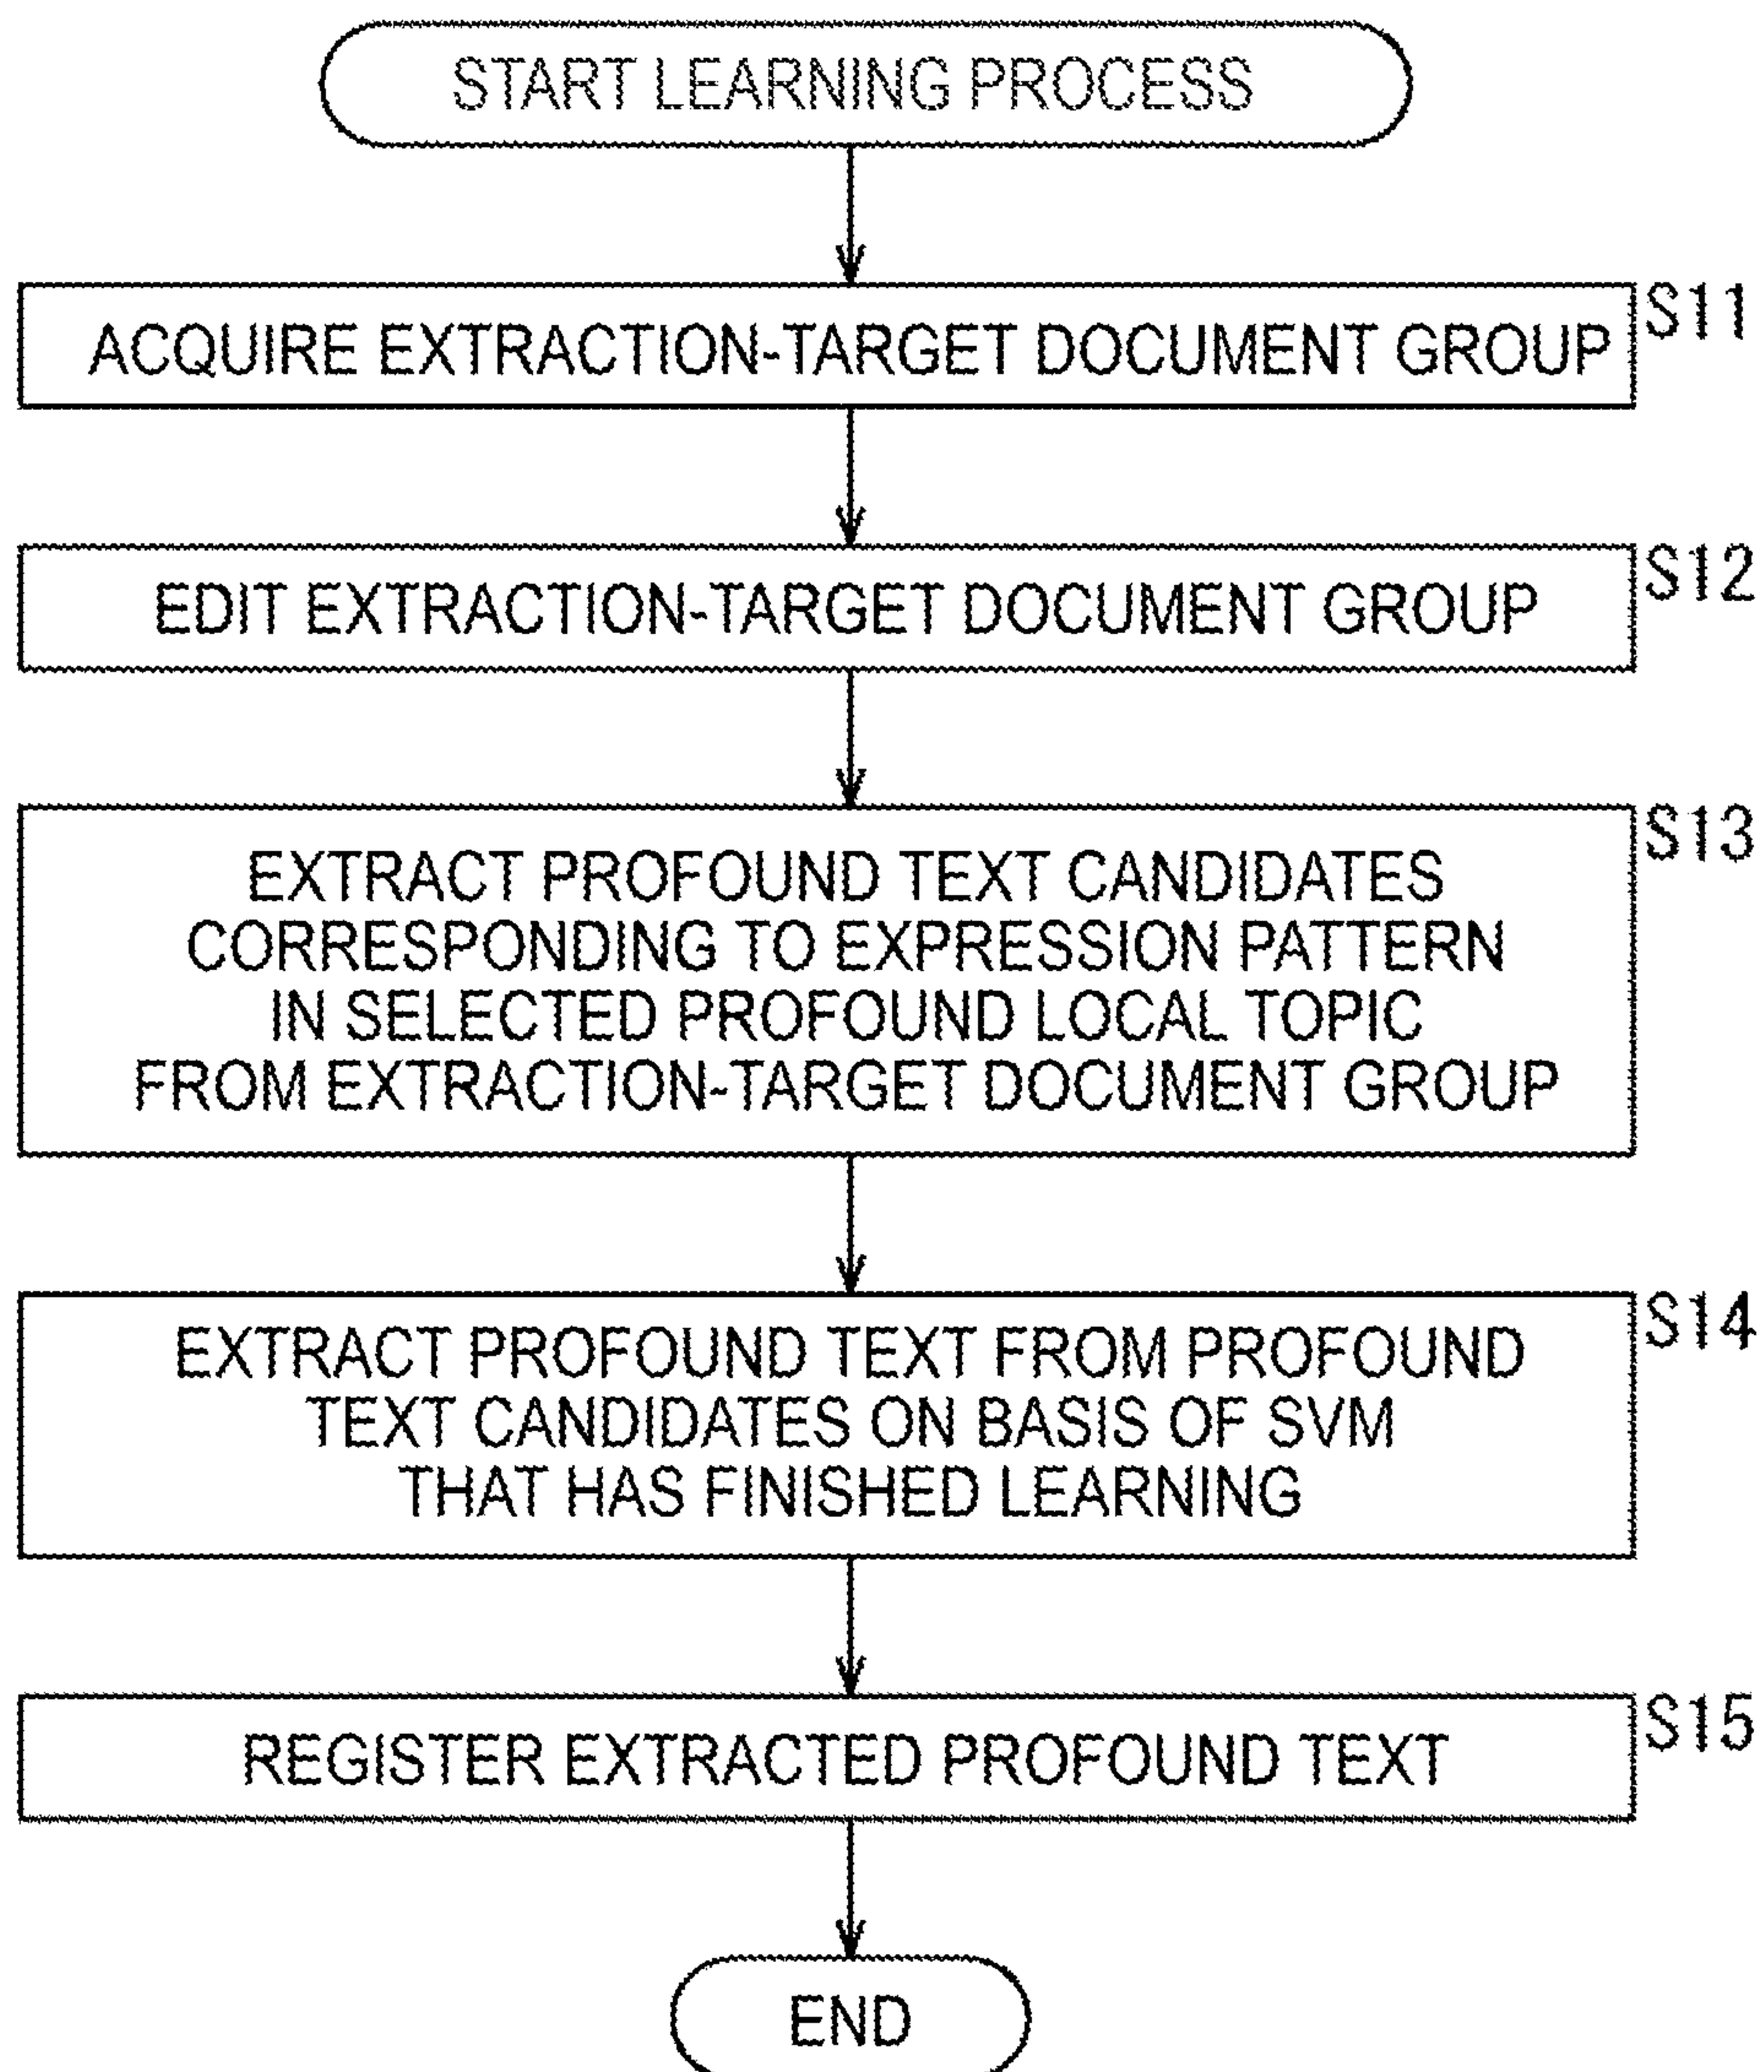 START LEARNING PROCESS
ACQUIRE EXTRACTION-TARGET DOCUMENT GROUP
S11
EDIT EXTRACTION-TARGET DOCUMENT GROUP
S12
EXTRACT PROFOUND TEXT CANDIDATES
CORRESPONDING TO EXPRESSION PATTERN
IN SELECTED PROFOUND LOCAL TOPIC
FROM EXTRACTION-TARGET DOCUMENT GROUP
S13
EXTRACT PROFOUND TEXT FROM PROFOUND
TEXT CANDIDATES ON BASIS OF SVM
THAT HAS FINISHED LEARNING
S14
REGISTER EXTRACTED PROFOUND TEXT
S15
END